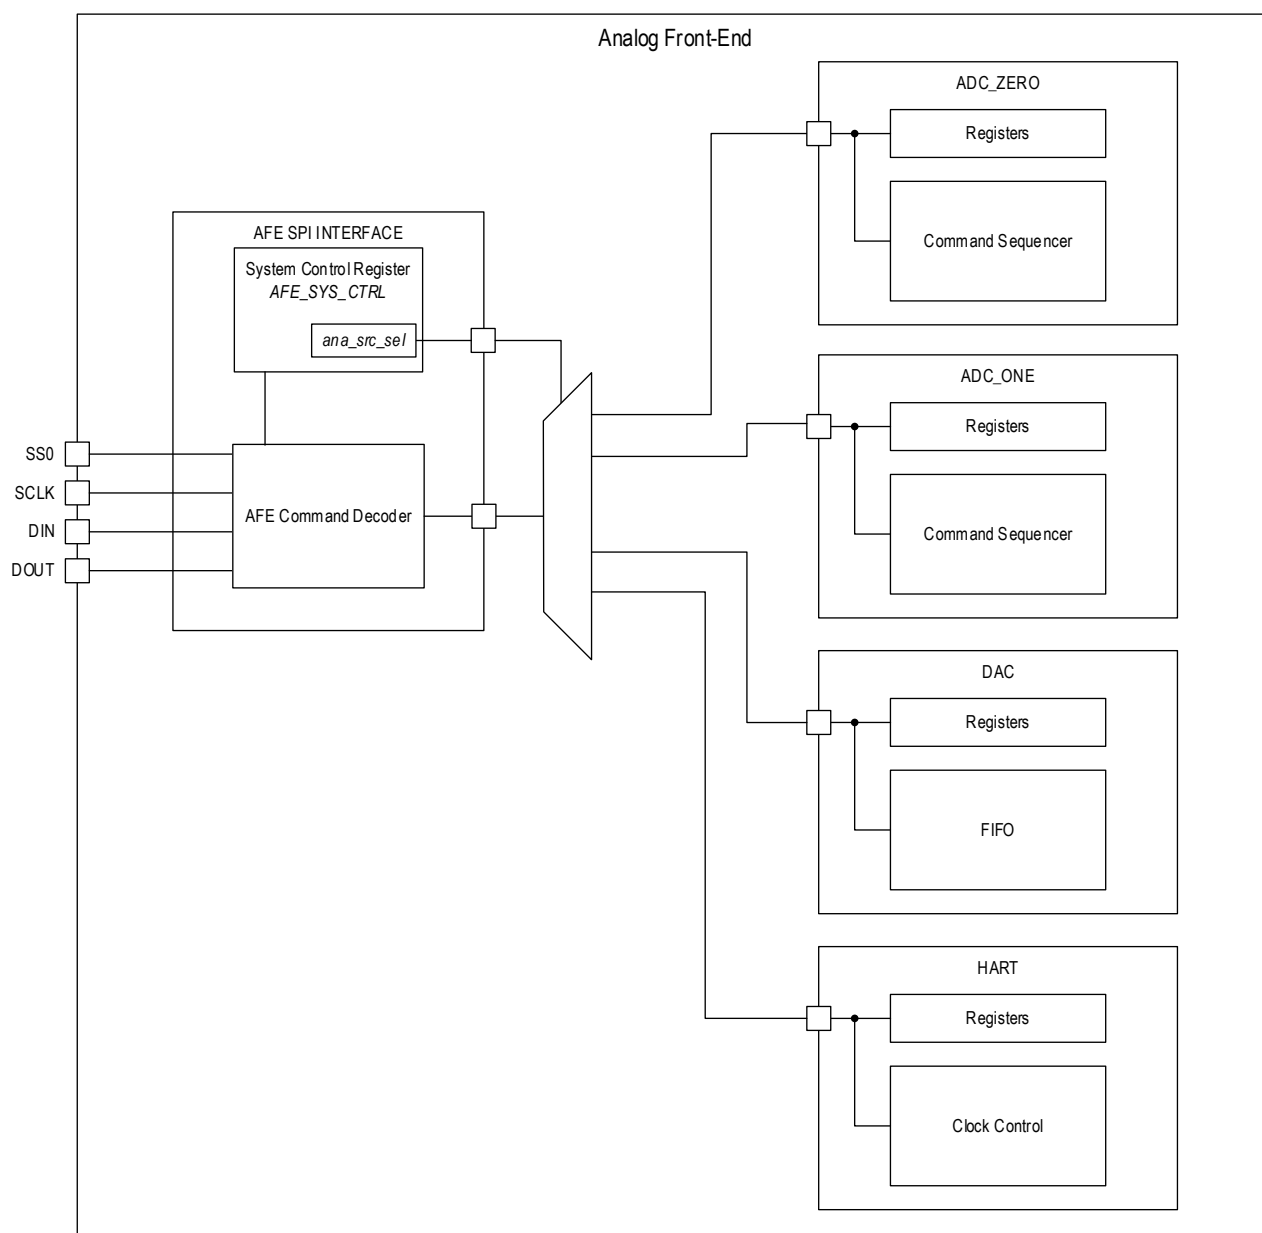 Analog Front-End
ADC_ZERO
Registers
Command Sequencer
AFE SPI INTERFACE
System Control Register
AFE_SYS_CTRL
ana_src_sel
ADC_ONE
Registers
Command Sequencer
SS0
SCLK
DIN
DOUT
AFE Command Decoder
DAC
Registers
FIFO
HART
Registers
Clock Control